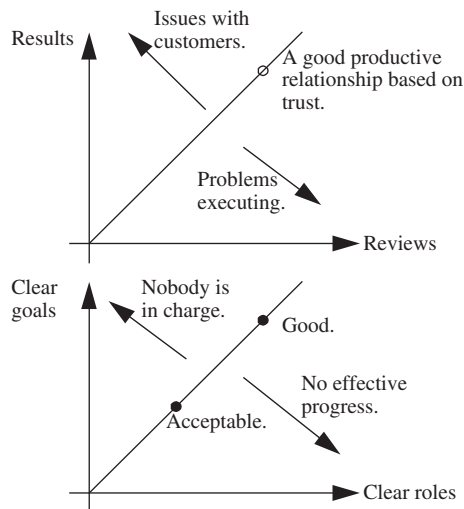 Issues with
customers.
Results
A good productive
relationship based on
trust.
Problems
executing.
Reviews
Clear
goals
Nobody is
in charge.
Good.
No effective
progress.
Acceptable.
Clear roles